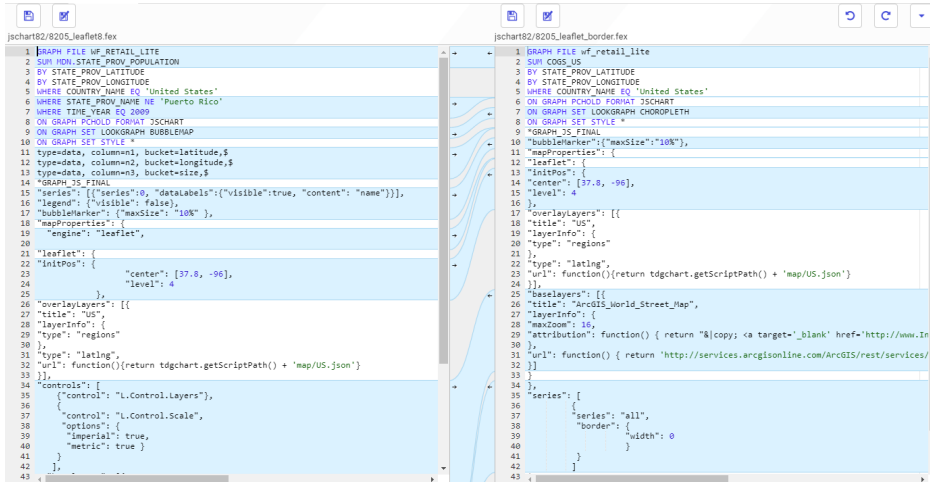 jschart82/8205_leaflet8.fex
1 GRAPH FILE WF_RETAIL_LITE
2 SUM MDN.STATE_PROV_POPULATION
3 BY STATE_PROV_LATITUDE
4 BY STATE_PROV_LONGITUDE
5 WHERE COUNTRY_NAME EQ 'United States'
6 WHERE STATE_PROV_NAME NE 'Puerto Rico'
7 WHERE TIME_YEAR EQ 2009
8 ON GRAPH PCHOLD FORMAT JSCHART
9 ON GRAPH SET LOOKGRAPH BUBBLEMAP
10 ON GRAPH SET STYLE *
11 type=data, column=n1, bucket=latitude,$
12 type=data, column=n2, bucket=longitude,$
13 type=data, column=n3, bucket=size,$
14 *GRAPH_JS_FINAL
15 "series": [{"series":0, "dataLabels":{"visible":true, "content": "name"}}],
16 "legend": {"visible": false},
17 "bubbleMarker": {"maxSize": "10%" },
18 "mapProperties": {
19 "engine": "leaflet",
20
21 "leaflet": {
22 "initPos": {
23 "center": [37.8, -96],
24 "level": 4
25 },
26 "overlayLayers": [{
27 "title": "US",
28 "layerInfo": {
29 "type": "regions"
30 },
31 "type": "latlng",
32 "url": function(){return tdgchart.getScriptPath() + 'map/US.json'}
33 }],
34 "controls": [
35 {"control": "L.Control.Layers"},
36 {
37 "control": "L.Control.Scale",
38 "options": {
39 "imperial": true,
40 "metric": true }
41 }
42 ],
43
jschart82/8205_leaflet_border.fex
1 GRAPH FILE wf_retail_lite
2 SUM COGS_US
3 BY STATE_PROV_LATITUDE
4 BY STATE_PROV_LONGITUDE
5 WHERE COUNTRY_NAME EQ 'United States'
6 ON GRAPH PCHOLD FORMAT JSCHART
7 ON GRAPH SET LOOKGRAPH CHOROPLETH
8 ON GRAPH SET STYLE *
9 *GRAPH_JS_FINAL
10 "bubbleMarker":{"maxSize":"10%"},
11 "mapProperties": {
12 "leaflet": {
13 "initPos": {
14 "center": [37.8, -96],
15 "level": 4
16 },
17 "overlayLayers": [{
18 "title": "US",
19 "layerInfo": {
20 "type": "regions"
21 },
22 "type": "latlng",
23 "url": function(){return tdgchart.getScriptPath() + 'map/US.json'}
24 }],
25 "baselayers": [{
26 "title": "ArcGIS_World_Street_Map",
27 "layerInfo": {
28 "maxZoom": 16,
29 "attribution": function() { return "&|copy; <a target='_blank' href='http://www.In
30 },
31 "url": function() { return 'http://services.arcgisonline.com/ArcGIS/rest/services/
32 }]
33 }
34 },
35 "series": [
36 {
37 "series": "all",
38 "border": {
39 "width": 0
40 }
41 }
42 ]
43